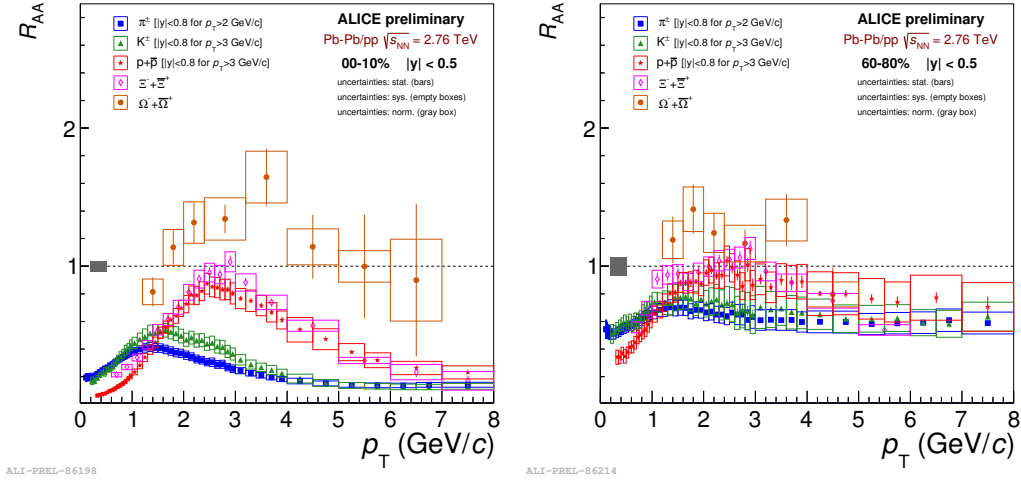 R_AA
2
1
0 1 2 3 4 5 6 7 8
p_T (GeV/c)
π± [|y|<0.8 for p_T>2 GeV/c]
K± [|y|<0.8 for p_T>3 GeV/c]
p+p̅ [|y|<0.8 for p_T>3 GeV/c]
Ξ⁻+Ξ̅⁺
Ω⁻+Ω̅⁺
ALICE preliminary
Pb-Pb/pp √s_NN = 2.76 TeV
00-10% |y| < 0.5
uncertainties: stat. (bars)
uncertainties: sys. (empty boxes)
uncertainties: norm. (gray box)
ALI-PREL-86198
R_AA
2
1
0 1 2 3 4 5 6 7 8
p_T (GeV/c)
π± [|y|<0.8 for p_T>2 GeV/c]
K± [|y|<0.8 for p_T>3 GeV/c]
p+p̅ [|y|<0.8 for p_T>3 GeV/c]
Ξ⁻+Ξ̅⁺
Ω⁻+Ω̅⁺
ALICE preliminary
Pb-Pb/pp √s_NN = 2.76 TeV
60-80% |y| < 0.5
uncertainties: stat. (bars)
uncertainties: sys. (empty boxes)
uncertainties: norm. (gray box)
ALI-PREL-86214